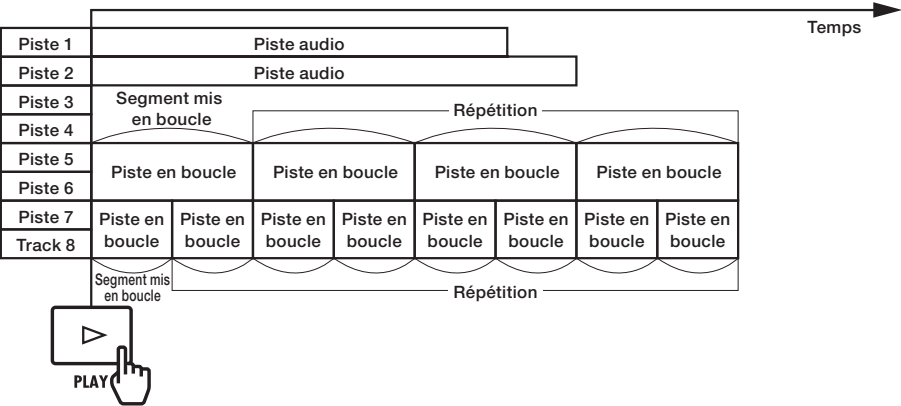 Temps
Piste 1
Piste audio
Piste 2
Piste audio
Piste 3
Segment mis
en boucle
Répétition
Piste 4
Piste 5
Piste 6
Piste en boucle
Piste en boucle
Piste en boucle
Piste en boucle
Piste 7
Track 8
Piste en
boucle
Piste en
boucle
Piste en
boucle
Piste en
boucle
Piste en
boucle
Piste en
boucle
Piste en
boucle
Piste en
boucle
Segment mis
en boucle
Répétition
PLAY